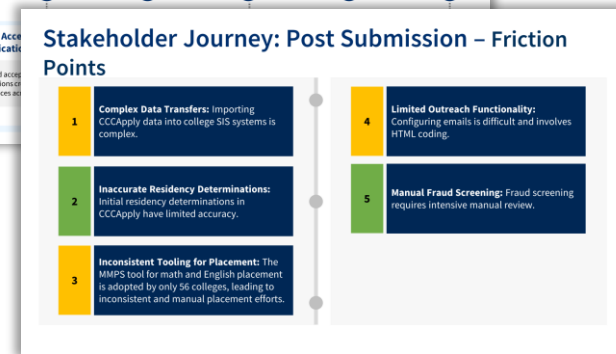 Stakeholder Journey: Post Submission – Friction
Points
1
Complex Data Transfers: Importing
CCCApply data into college SIS systems is
complex.
2
Inaccurate Residency Determinations:
Initial residency determinations in
CCCApply have limited accuracy.
3
Inconsistent Tooling for Placement: The
MMPS tool for math and English placement
is adopted by only 56 colleges, leading to
inconsistent and manual placement efforts.
4
Limited Outreach Functionality:
Configuring emails is difficult and involves
HTML coding.
5
Manual Fraud Screening: Fraud screening
requires intensive manual review.